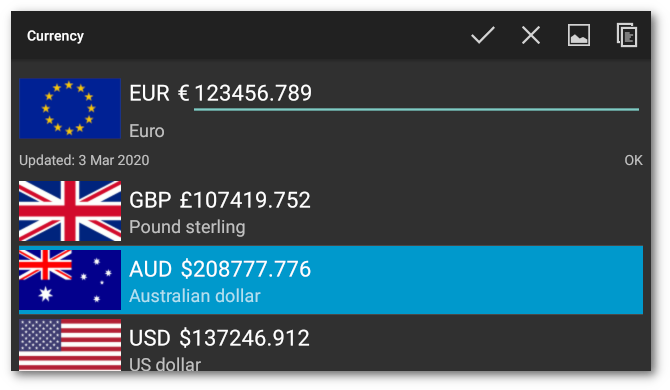 Currency
EUR € 123456.789
Euro
Updated: 3 Mar 2020 OK
GBP £107419.752
Pound sterling
AUD $208777.776
Australian dollar
USD $137246.912
US dollar